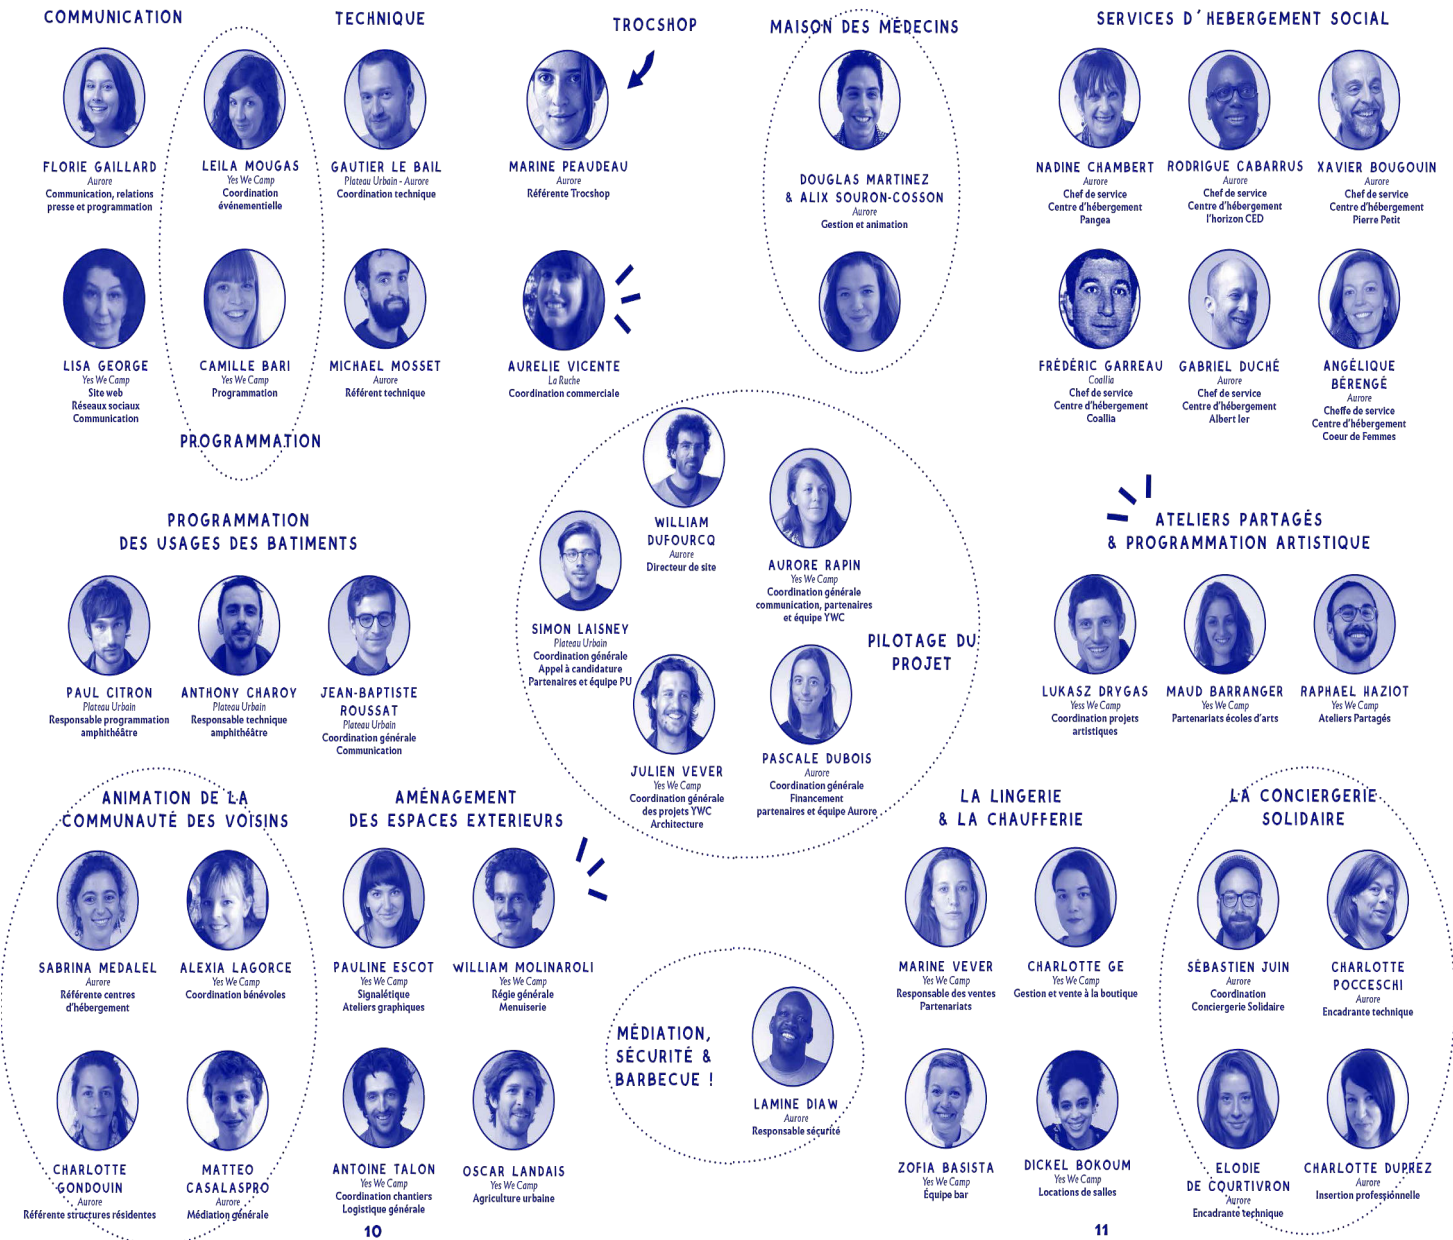 COMMUNICATION
FLORIE GAILLARD
Aurore
Communication, relations
presse et programmation
LISA GEORGE
Yes We Camp
Site web
Réseaux sociaux
Communication
LEILA MOUGAS
Yes We Camp
Coordination
événementielle
CAMILLE BARI
Yes We Camp
Programmation
PROGRAMMATION
TECHNIQUE
GAUTIER LE BAIL
Plateau Urbain - Aurore
Coordination technique
MICHAEL MOSSET
Aurore
Référent technique
TROCSHOP
MARINE PEAUDEAU
Aurore
Référente Trocshop
AURELIE VICENTE
La Ruche
Coordination commerciale
MAISON DES MÉDECINS
DOUGLAS MARTINEZ
& ALIX SOURON-COSSON
Aurore
Gestion et animation
SERVICES D'HEBERGEMENT SOCIAL
NADINE CHAMBERT
Aurore
Chef de service
Centre d'hébergement
Pangea
RODRIGUE CABARRUS
Aurore
Chef de service
Centre d'hébergement
l'horizon CED
XAVIER BOUGOUIN
Aurore
Chef de service
Centre d'hébergement
Pierre Petit
FRÉDÉRIC GARREAU
Coallia
Chef de service
Centre d'hébergement
Coallia
GABRIEL DUCHÉ
Aurore
Chef de service
Centre d'hébergement
Albert Ier
ANGÉLIQUE
BÉRENGÉ
Aurore
Cheffe de service
Centre d'hébergement
Coeur de Femmes
PROGRAMMATION
DES USAGES DES BATIMENTS
PAUL CITRON
Plateau Urbain
Responsable programmation
amphithéâtre
ANTHONY CHAROY
Plateau Urbain
Responsable technique
amphithéâtre
JEAN-BAPTISTE
ROUSSAT
Plateau Urbain
Coordination générale
Communication
WILLIAM
DUFOURCQ
Aurore
Directeur de site
AURORE RAPIN
Yes We Camp
Coordination générale
communication, partenaires
et équipe YWC
SIMON LAISNEY
Plateau Urbain
Coordination générale
Appel à candidature
Partenaires et équipe PU
PILOTAGE DU
PROJET
JULIEN VEVER
Yes We Camp
Coordination générale
des projets YWC
Architecture
PASCALE DUBOIS
Aurore
Coordination générale
Financement
partenaires et équipe Aurore
ATELIERS PARTAGÉS
& PROGRAMMATION ARTISTIQUE
LUKASZ DRYGAS
Yess We Camp
Coordination projets
artistiques
MAUD BARRANGER
Yes We Camp
Partenariats écoles d'arts
RAPHAEL HAZIOT
Yes We Camp
Ateliers Partagés
ANIMATION DE LA
COMMUNAUTÉ DES VOISINS
SABRINA MEDALEL
Aurore
Référente centres
d'hébergement
ALEXIA LAGORCE
Yes We Camp
Coordination bénévoles
CHARLOTTE
GONDOUIN
Aurore
Référente structures résidentes
MATTEO
CASALASPRO
Aurore
Médiation générale
AMÉNAGEMENT
DES ESPACES EXTERIEURS
PAULINE ESCOT
Yes We Camp
Signalétique
Ateliers graphiques
WILLIAM MOLINAROLI
Yes We Camp
Régie générale
Menuiserie
ANTOINE TALON
Yes We Camp
Coordination chantiers
Logistique générale
OSCAR LANDAIS
Yes We Camp
Agriculture urbaine
MÉDIATION,
SÉCURITÉ &
BARBECUE !
LAMINE DIAW
Aurore
Responsable sécurité
LA LINGERIE
& LA CHAUFFERIE
MARINE VEVER
Yes We Camp
Responsable des ventes
Partenariats
CHARLOTTE GE
Yes We Camp
Gestion et vente à la boutique
ZOFIA BASISTA
Yes We Camp
Équipe bar
DICKEL BOKOUM
Yes We Camp
Locations de salles
LA CONCIERGERIE
SOLIDAIRE
SÉBASTIEN JUIN
Aurore
Coordination
Conciergerie Solidaire
CHARLOTTE
POCCESCHI
Aurore
Encadrante technique
ELODIE
DE COURTIVRON
Aurore
Encadrante technique
CHARLOTTE DUPREZ
Aurore
Insertion professionnelle
10
11